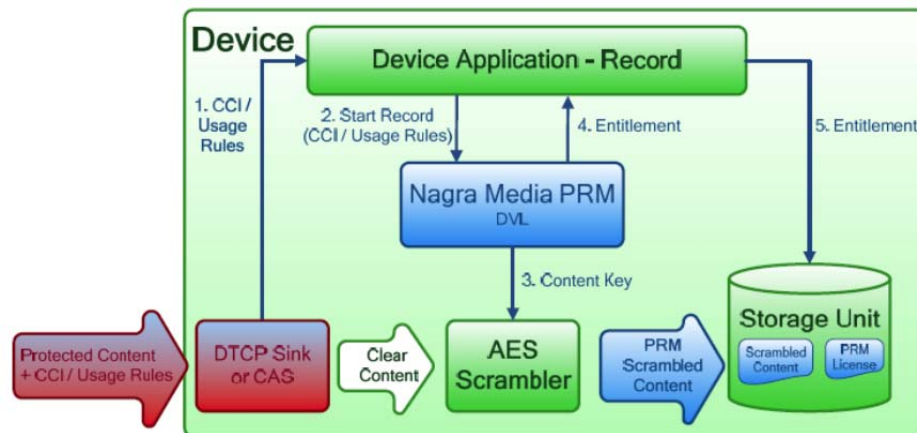 Device
Device Application - Record
1. CCI /
Usage
Rules
2. Start Record
(CCI / Usage Rules)
4. Entitlement
5. Entitlement
Nagra Media PRM
DVL
3. Content Key
Protected Content
+ CCI / Usage Rules
DTCP Sink
or CAS
Clear
Content
AES
Scrambler
PRM
Scrambled
Content
Storage Unit
Scrambled
Content
PRM
License